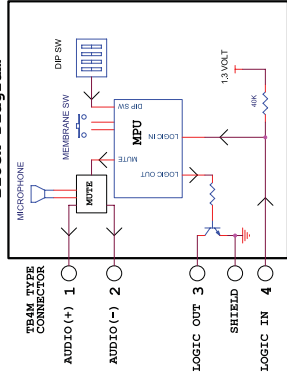 DIP SW
MEMBRANE SW
MICROPHONE
MUTE
MPU
DIP SW
MUTE
LOGIC IN
LOGIC OUT
1,3 VOLT
40K
TB4M TYPE
CONNECTOR
AUDIO(+) 1
AUDIO(-) 2
LOGIC OUT 3
SHIELD
LOGIC IN 4